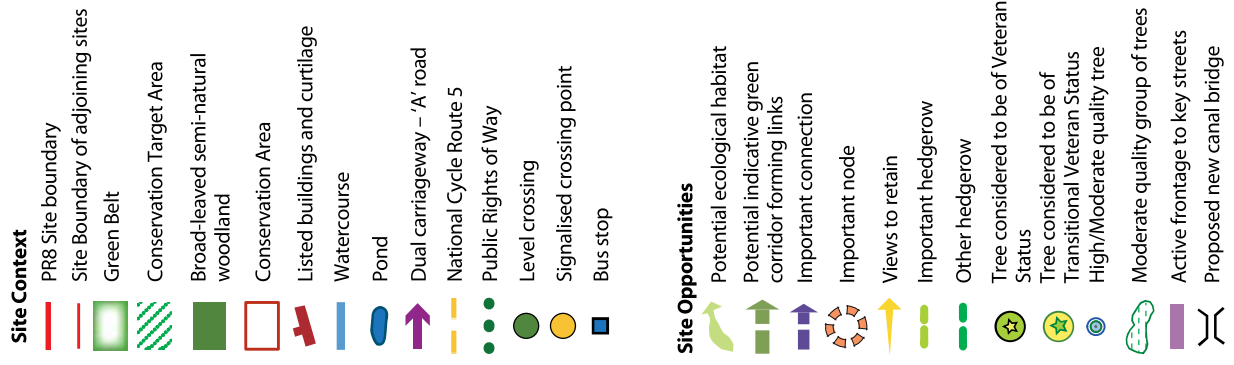 Site Context
PR8 Site boundary
Site Boundary of adjoining sites
Green Belt
Conservation Target Area
Broad-leaved semi-natural
woodland
Conservation Area
Listed buildings and curtilage
Watercourse
Pond
Dual carriageway – ‘A’ road
National Cycle Route 5
Public Rights of Way
Level crossing
Signalised crossing point
Bus stop
Site Opportunities
Potential ecological habitat
Potential indicative green
corridor forming links
Important connection
Important node
Views to retain
Important hedgerow
Other hedgerow
Tree considered to be of Veteran
Status
Tree considered to be of
Transitional Veteran Status
High/Moderate quality tree
Moderate quality group of trees
Active frontage to key streets
Proposed new canal bridge